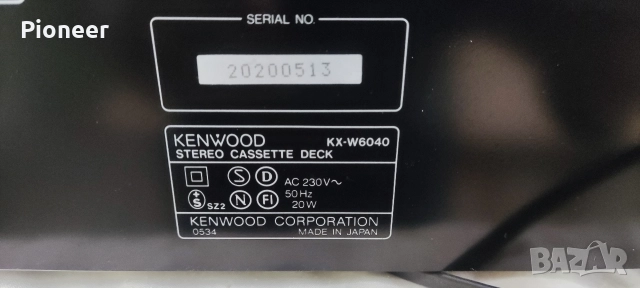 Pioneer
SERIAL NO.
20200513
KENWOOD KX-W6040
STEREO CASSETTE DECK
S D AC 230V~
50Hz
S SZ2 N FI 20W
KENWOOD CORPORATION
0534 MADE IN JAPAN
BAZAR